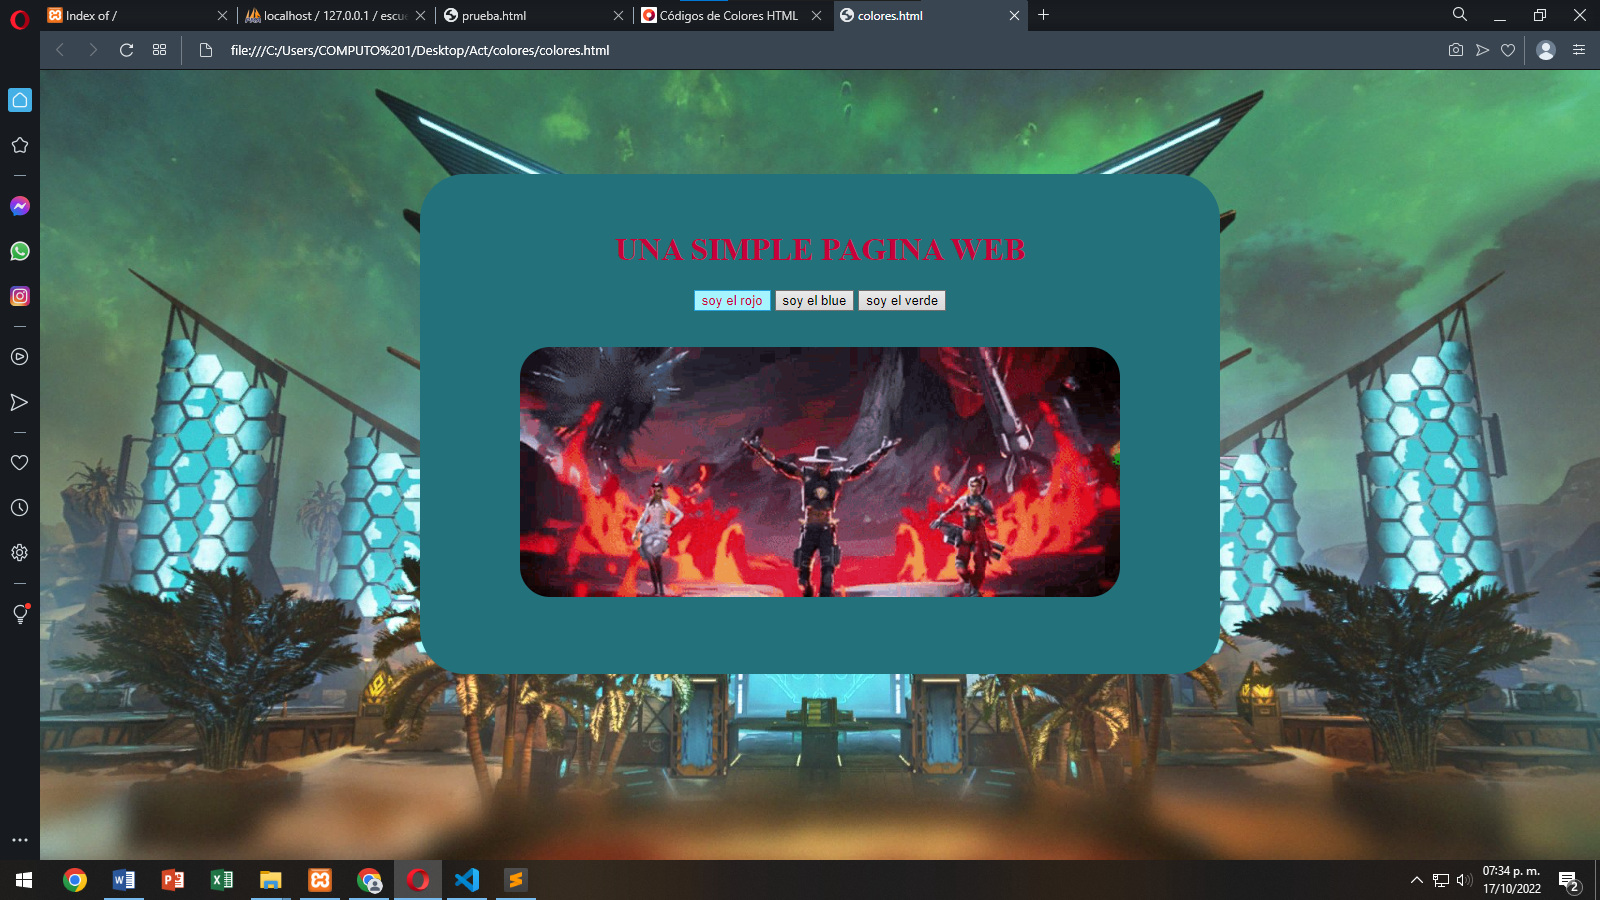 Index of /
localhost / 127.0.0.1 / escue
prueba.html
Códigos de Colores HTML
colores.html
file:///C:/Users/COMPUTO%201/Desktop/Act/colores/colores.html
UNA SIMPLE PAGINA WEB
soy el rojo
soy el blue
soy el verde
07:34 p. m.
17/10/2022
2